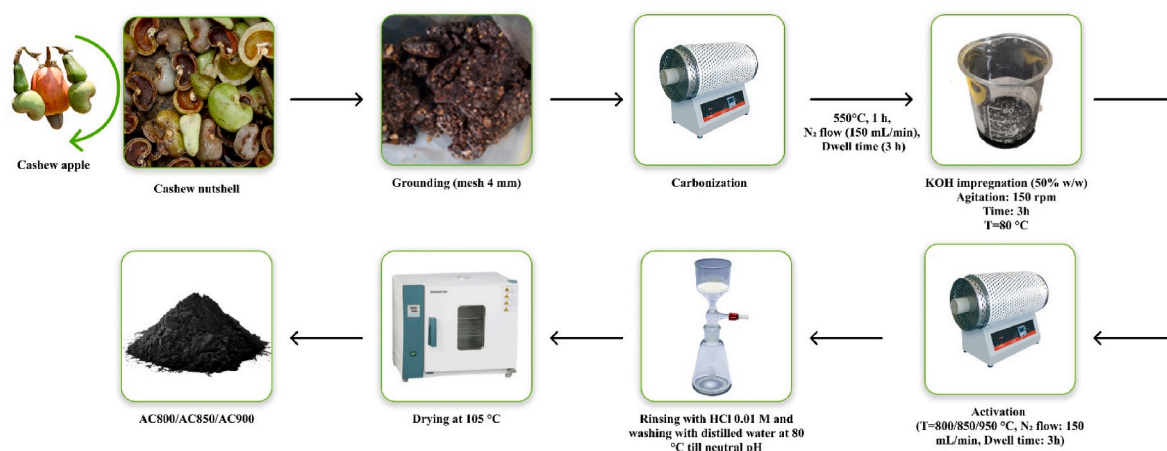 Cashew apple
Cashew nutshell
Grounding (mesh 4 mm)
Carbonization
550°C, 1 h,
N₂ flow (150 mL/min),
Dwell time (3 h)
KOH impregnation (50% w/w)
Agitation: 150 rpm
Time: 3h
T=80 °C
Activation
(T=800/850/950 °C, N₂ flow: 150
mL/min, Dwell time: 3h)
Rinsing with HCl 0.01 M and
washing with distilled water at 80
°C till neutral pH
Drying at 105 °C
AC800/AC850/AC900